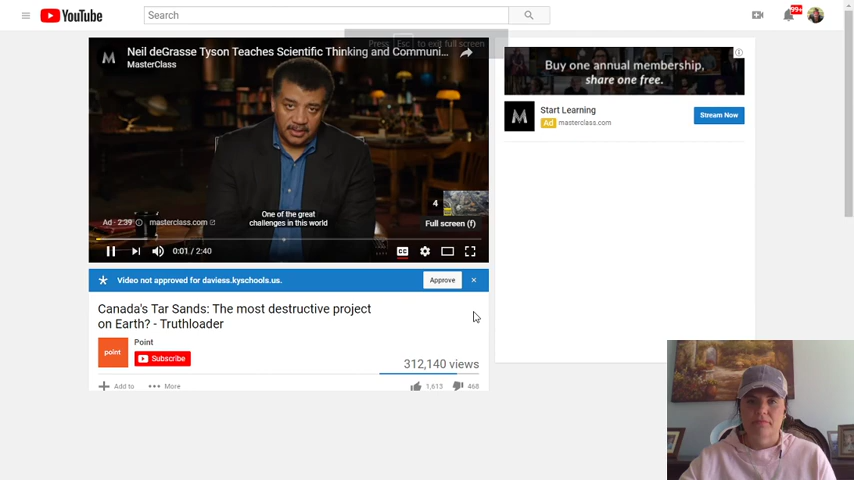 YouTube
Search
99+
Press Esc to exit full screen
Neil deGrasse Tyson Teaches Scientific Thinking and Communi...
MasterClass
One of the great
challenges in this world
4
Ad · 2:39
masterclass.com
Full screen (f)
0:01 / 2:40
CC
Video not approved for daviess.kyschools.us.
Approve
Canada's Tar Sands: The most destructive project
on Earth? - Truthloader
point
Point
Subscribe
312,140 views
Add to
More
1,613
468
Buy one annual membership,
share one free.
Start Learning
Ad masterclass.com
Stream Now